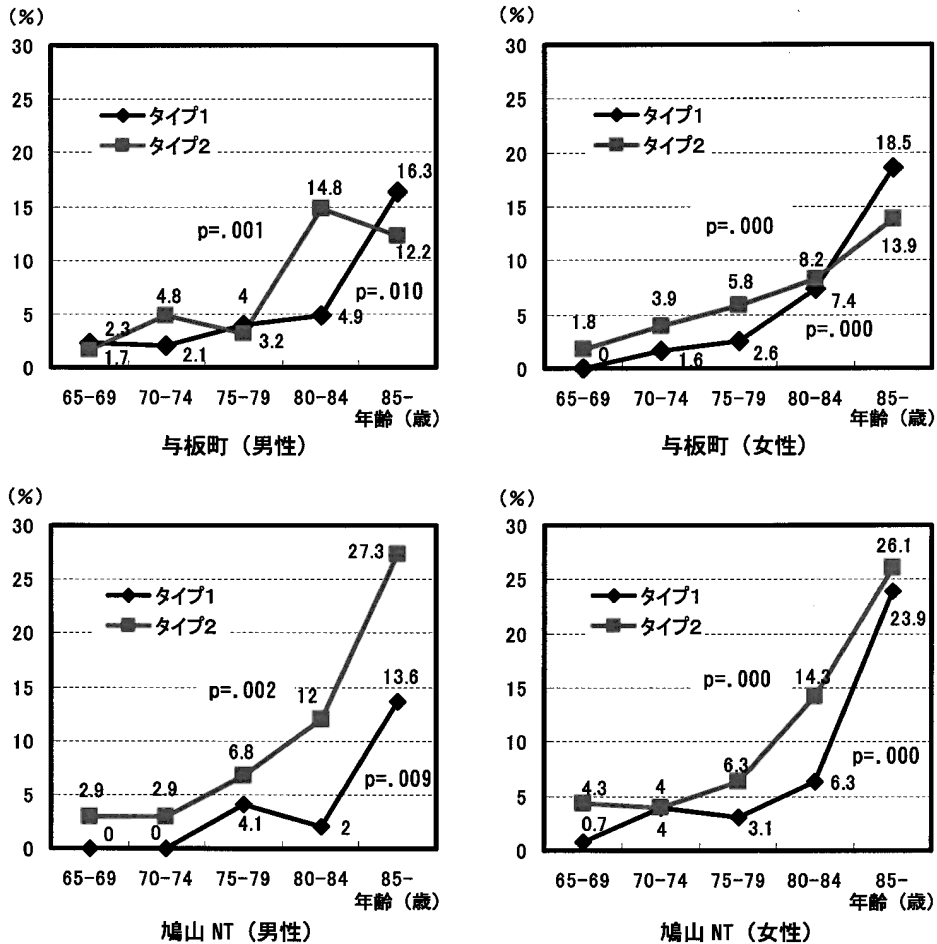 (%)
30
25
20
15
10
5
0
タイプ1
タイプ2
p=.001
p=.010
2.3
1.7
4.8
2.1
4
3.2
14.8
4.9
16.3
12.2
65-69 70-74 75-79 80-84 85-
年齢（歳）
与板町（男性）
(%)
30
25
20
15
10
5
0
タイプ1
タイプ2
p=.000
p=.000
1.8
0
3.9
1.6
5.8
2.6
8.2
7.4
18.5
13.9
65-69 70-74 75-79 80-84 85-
年齢（歳）
与板町（女性）
(%)
30
25
20
15
10
5
0
タイプ1
タイプ2
p=.002
p=.009
2.9
0
2.9
0
6.8
4.1
12
2
27.3
13.6
65-69 70-74 75-79 80-84 85-
年齢（歳）
鳩山 NT（男性）
(%)
30
25
20
15
10
5
0
タイプ1
タイプ2
p=.000
p=.000
4.3
0.7
4
4
6.3
3.1
14.3
6.3
26.1
23.9
65-69 70-74 75-79 80-84 85-
年齢（歳）
鳩山 NT（女性）